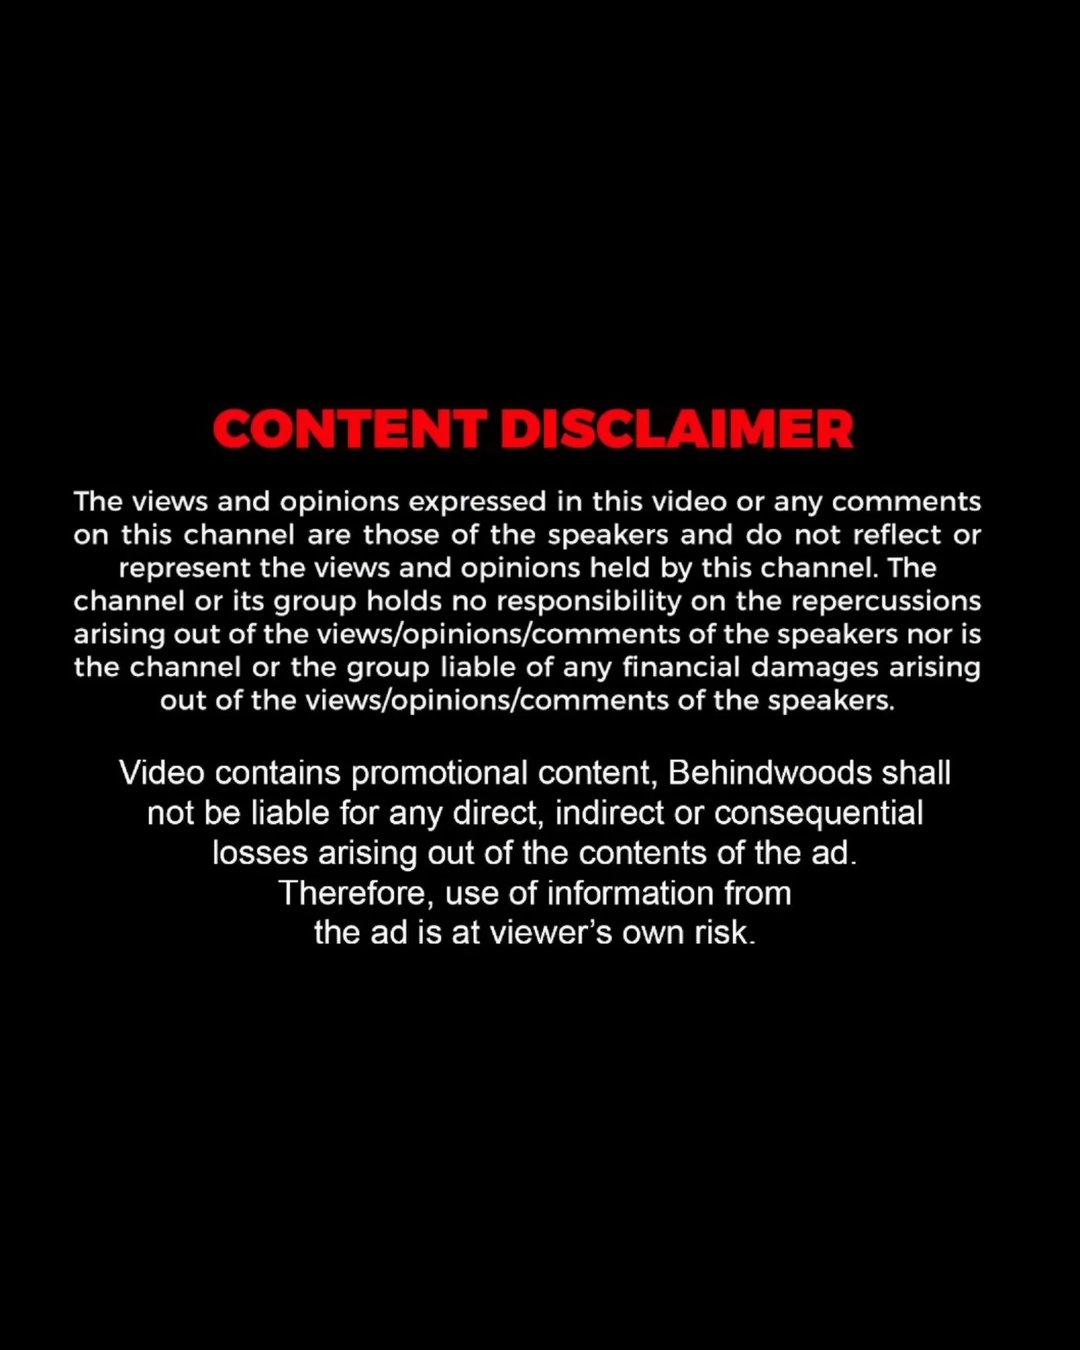 CONTENT DISCLAIMER
The views and opinions expressed in this video or any comments
on this channel are those of the speakers and do not reflect or
represent the views and opinions held by this channel. The
channel or its group holds no responsibility on the repercussions
arising out of the views/opinions/comments of the speakers nor is
the channel or the group liable of any financial damages arising
out of the views/opinions/comments of the speakers.
Video contains promotional content, Behindwoods shall
not be liable for any direct, indirect or consequential
losses arising out of the contents of the ad.
Therefore, use of information from
the ad is at viewer’s own risk.